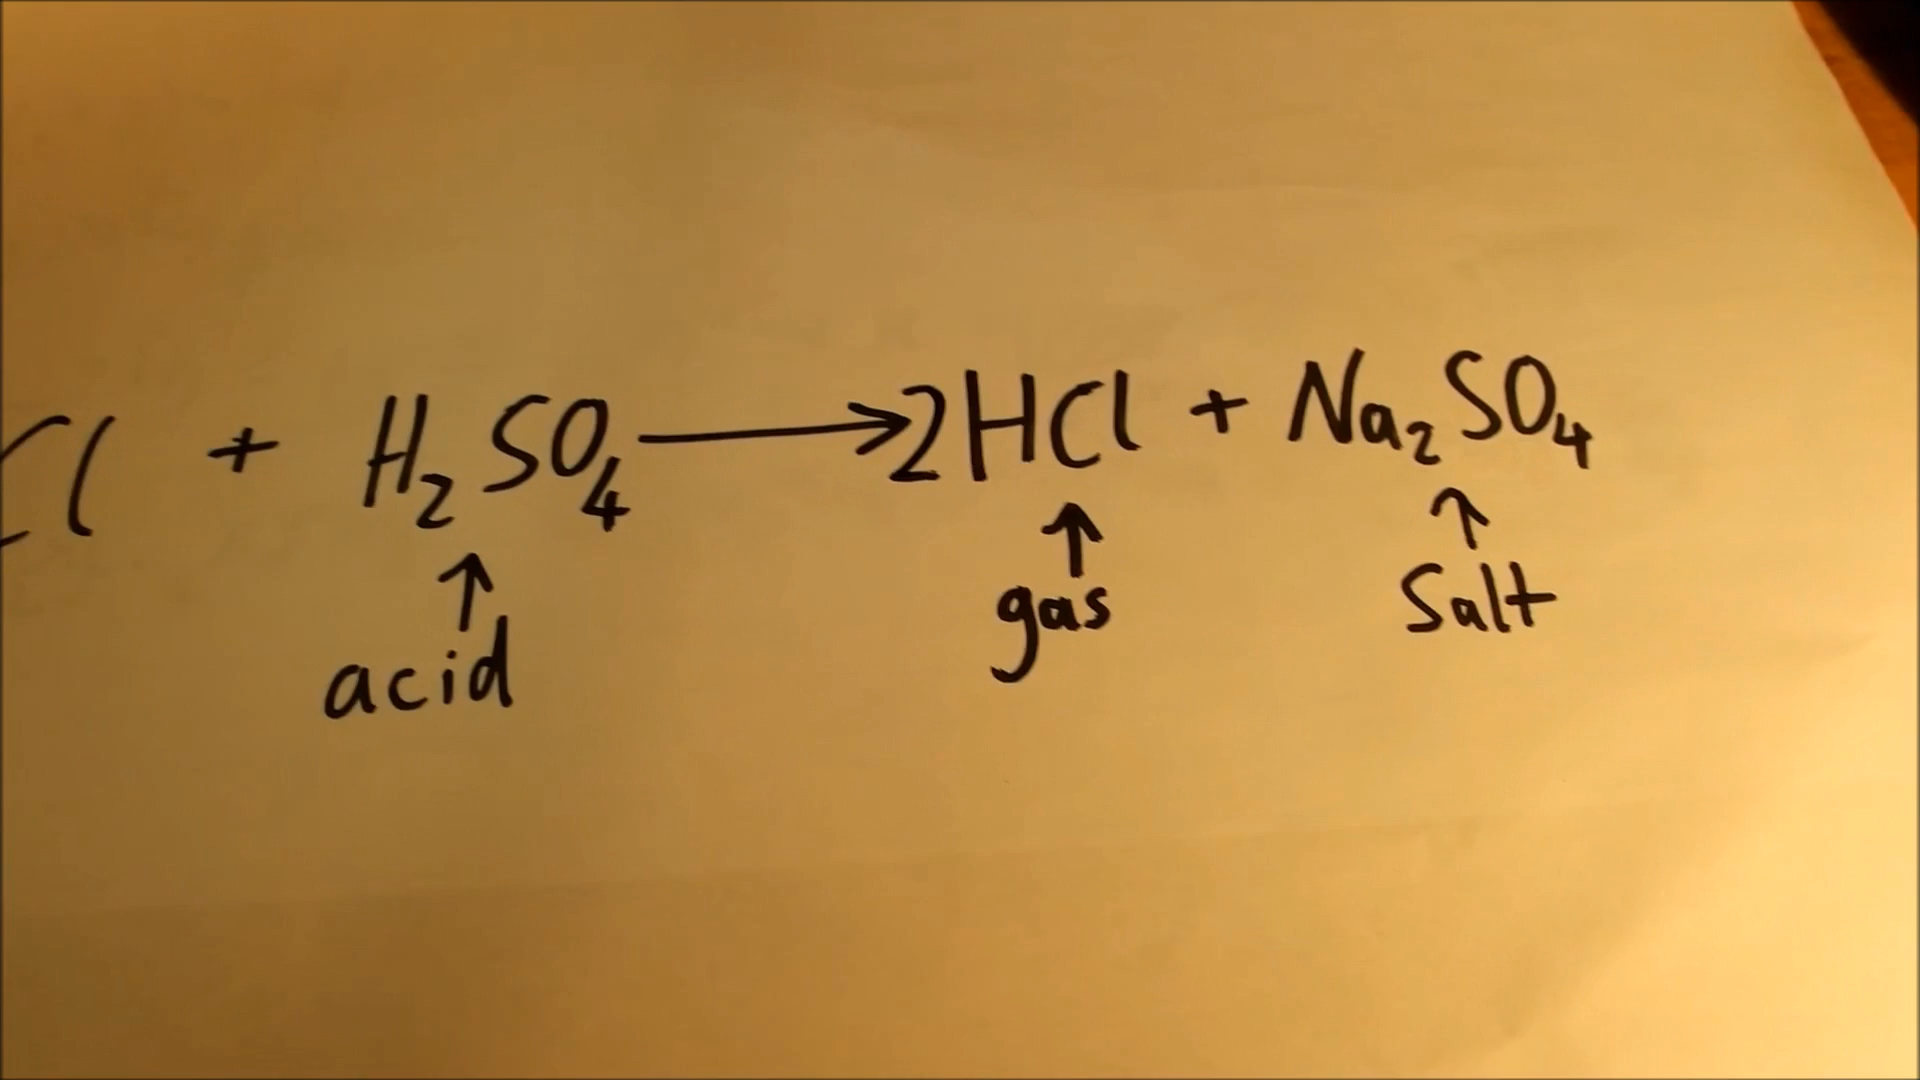 Cl + H₂SO₄ → 2HCl + Na₂SO₄
↑ ↑ ↑
acid gas Salt